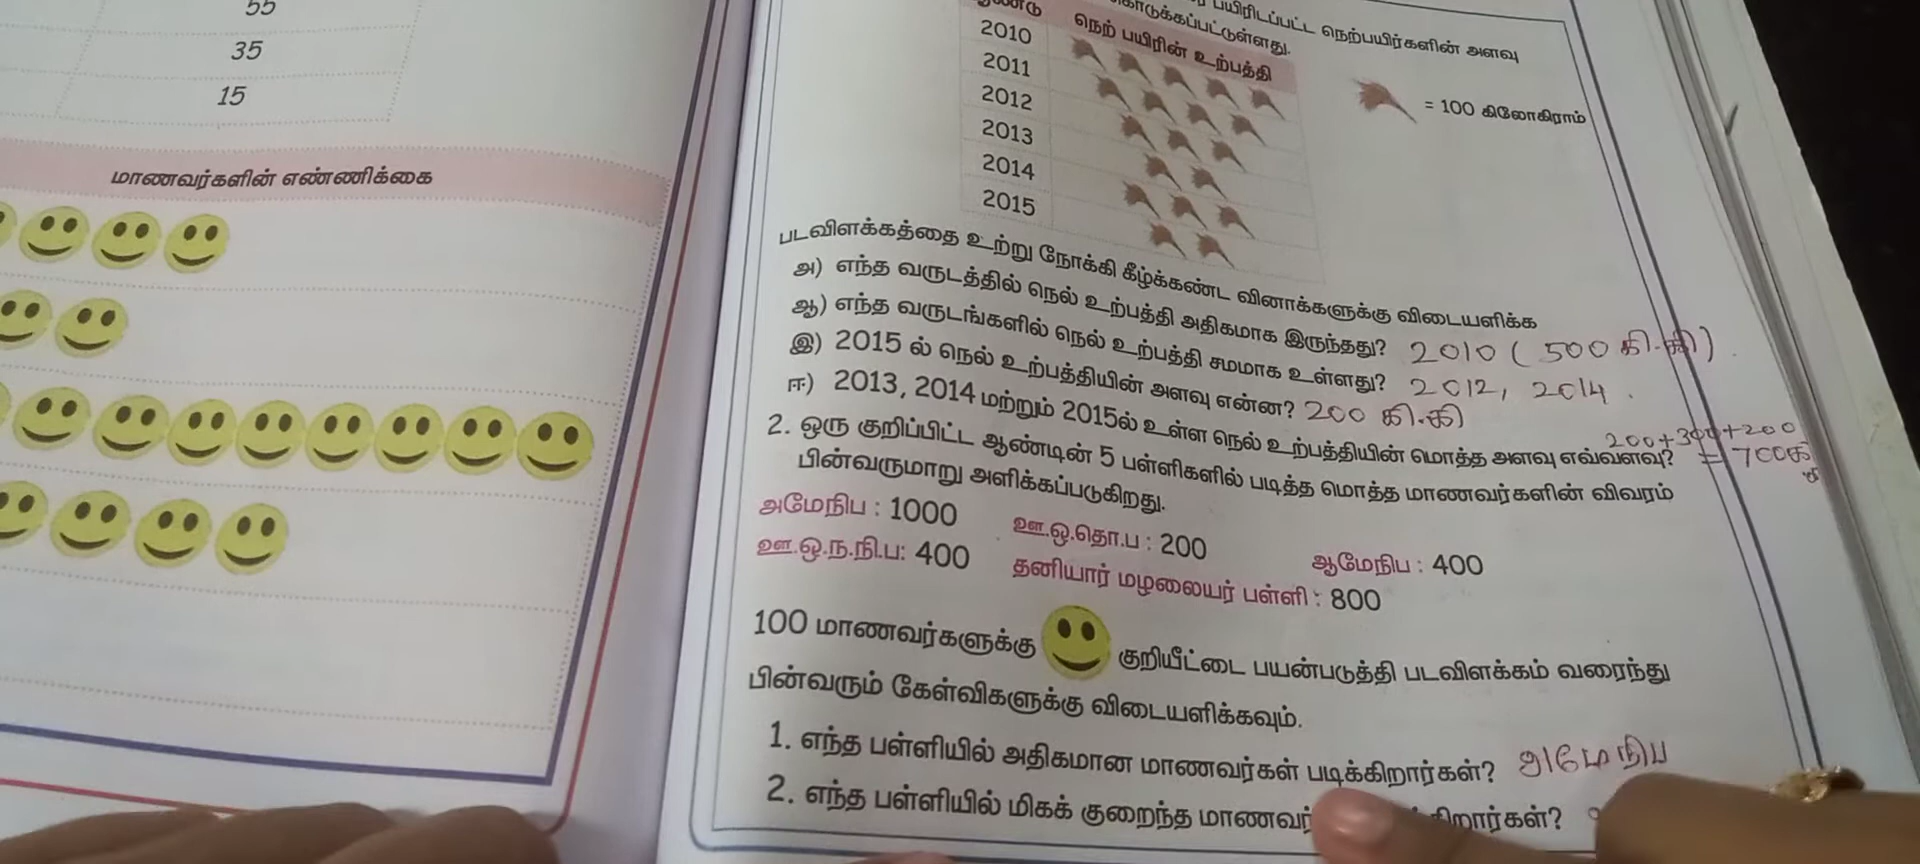 55
35
15
மாணவர்களின் எண்ணிக்கை
பயிரிடப்பட்ட நெற்பயிர்களின் அளவு
கொடுக்கப்பட்டுள்ளது.
நெற் பயிரின் உற்பத்தி
2010
2011
2012
2013
2014
2015
= 100 கிலோகிராம்
படவிளக்கத்தை உற்று நோக்கி கீழ்க்கண்ட வினாக்களுக்கு விடையளிக்க
அ) எந்த வருடத்தில் நெல் உற்பத்தி அதிகமாக இருந்தது? 2010 (500 கி.கி)
ஆ) எந்த வருடங்களில் நெல் உற்பத்தி சமமாக உள்ளது? 2012, 2014.
இ) 2015 ல் நெல் உற்பத்தியின் அளவு என்ன? 200 கி.கி
ஈ) 2013, 2014 மற்றும் 2015ல் உள்ள நெல் உற்பத்தியின் மொத்த அளவு எவ்வளவு? 200+300+200
= 700கி
2. ஒரு குறிப்பிட்ட ஆண்டின் 5 பள்ளிகளில் படித்த மொத்த மாணவர்களின் விவரம்
பின்வருமாறு அளிக்கப்படுகிறது.
அமேநிப : 1000 ஊ.ஒ.தொ.ப : 200 ஆமேநிப : 400
ஊ.ஒ.ந.நி.ப: 400 தனியார் மழலையர் பள்ளி : 800
100 மாணவர்களுக்கு குறியீட்டை பயன்படுத்தி படவிளக்கம் வரைந்து
பின்வரும் கேள்விகளுக்கு விடையளிக்கவும்.
1. எந்த பள்ளியில் அதிகமான மாணவர்கள் படிக்கிறார்கள்? அமேநிப
2. எந்த பள்ளியில் மிகக் குறைந்த